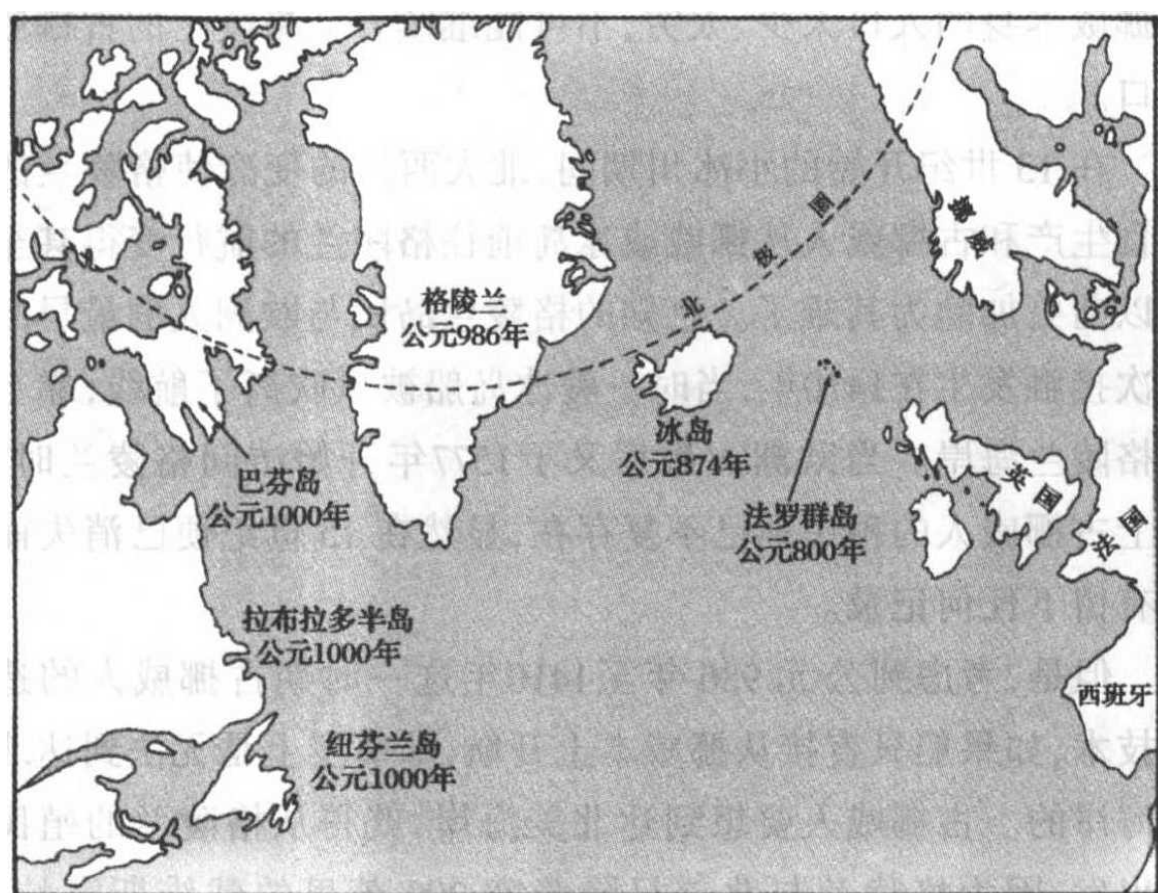 北极圈
挪威
格陵兰
公元986年
冰岛
公元874年
巴芬岛
公元1000年
英国
法罗群岛
公元800年
法国
拉布拉多半岛
公元1000年
西班牙
纽芬兰岛
公元1000年